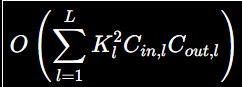 O ( ∑_{l=1}^{L} K_l^2 C_{in,l} C_{out,l} )